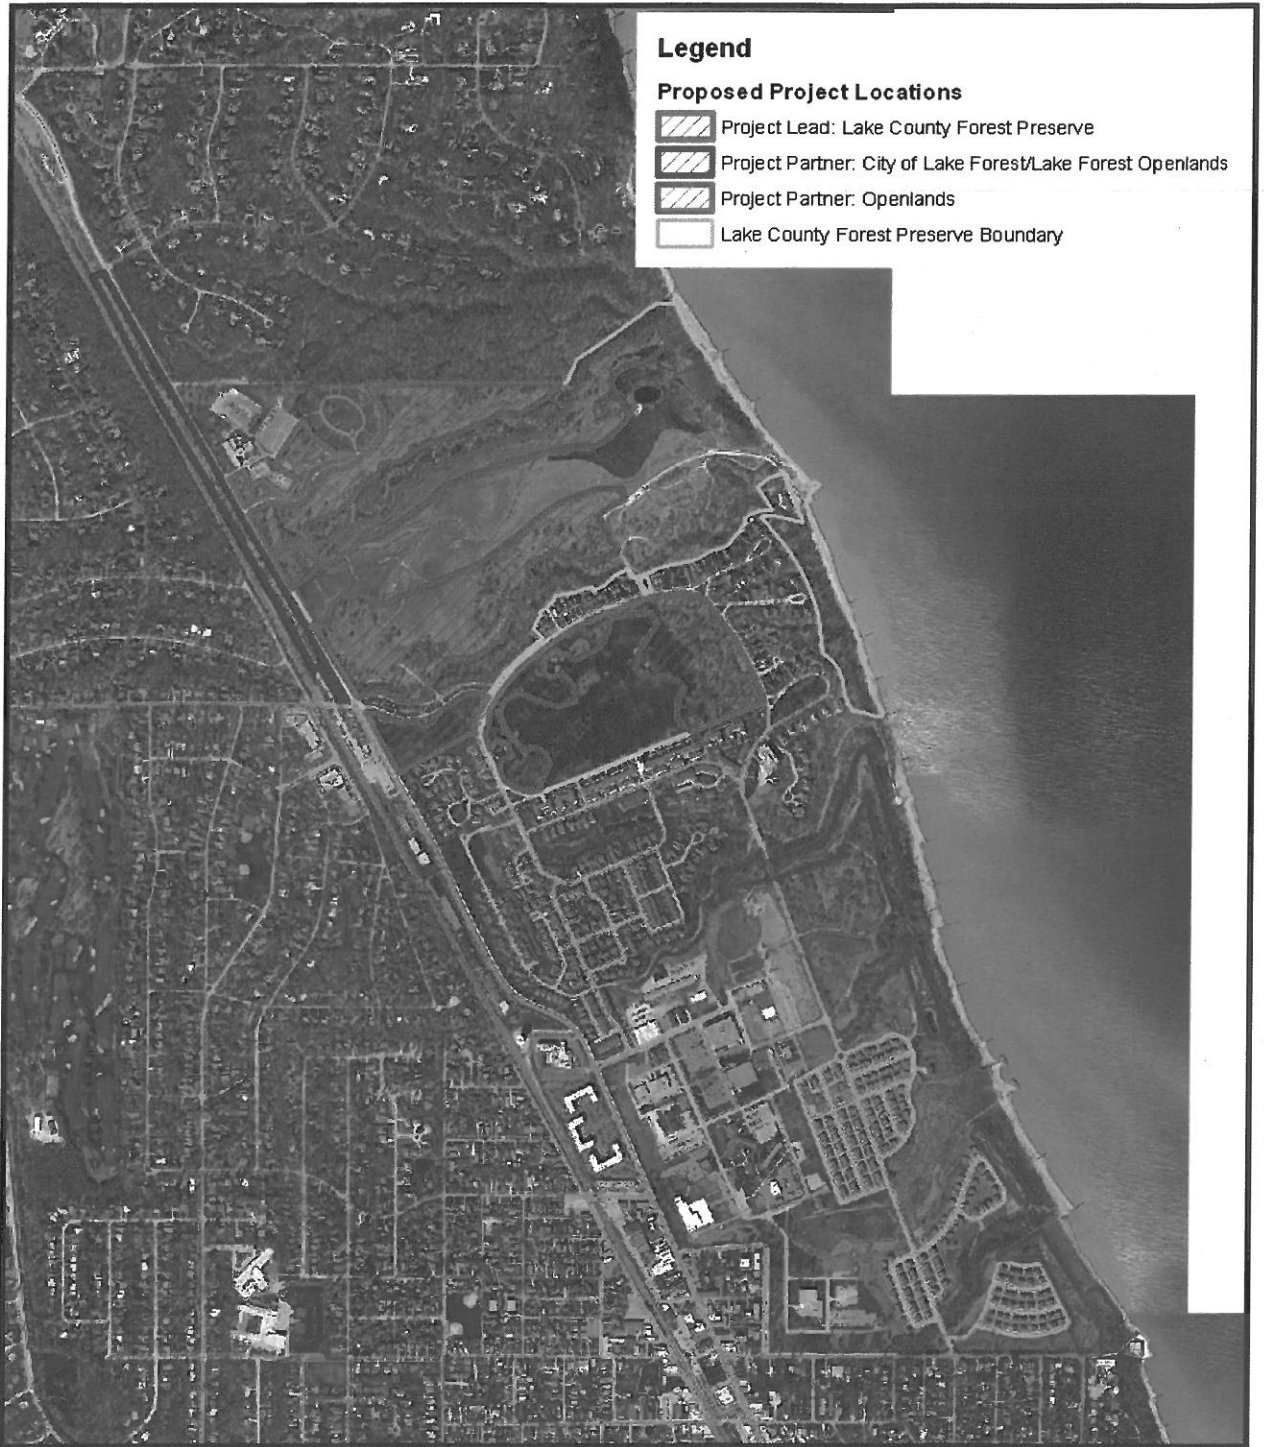 Legend
Proposed Project Locations
Project Lead: Lake County Forest Preserve
Project Partner: City of Lake Forest/Lake Forest Openlands
Project Partner: Openlands
Lake County Forest Preserve Boundary